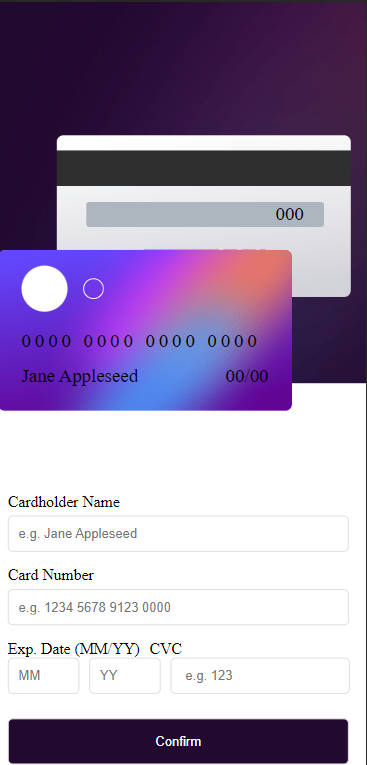 000
0000 0000 0000 0000
Jane Appleseed 00/00
Cardholder Name
e.g. Jane Appleseed
Card Number
e.g. 1234 5678 9123 0000
Exp. Date (MM/YY) CVC
MM YY e.g. 123
Confirm